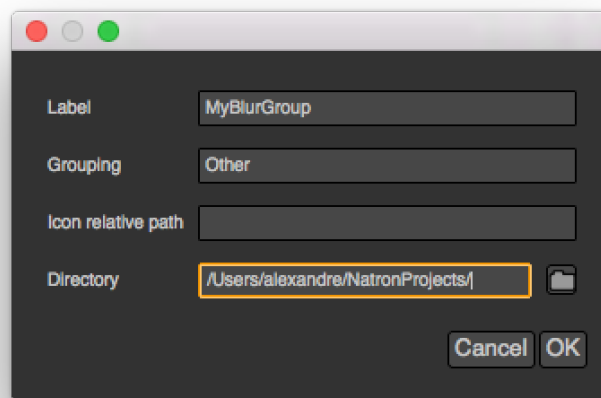 Label MyBlurGroup
Grouping Other
Icon relative path
Directory /Users/alexandre/NatronProjects/
Cancel OK